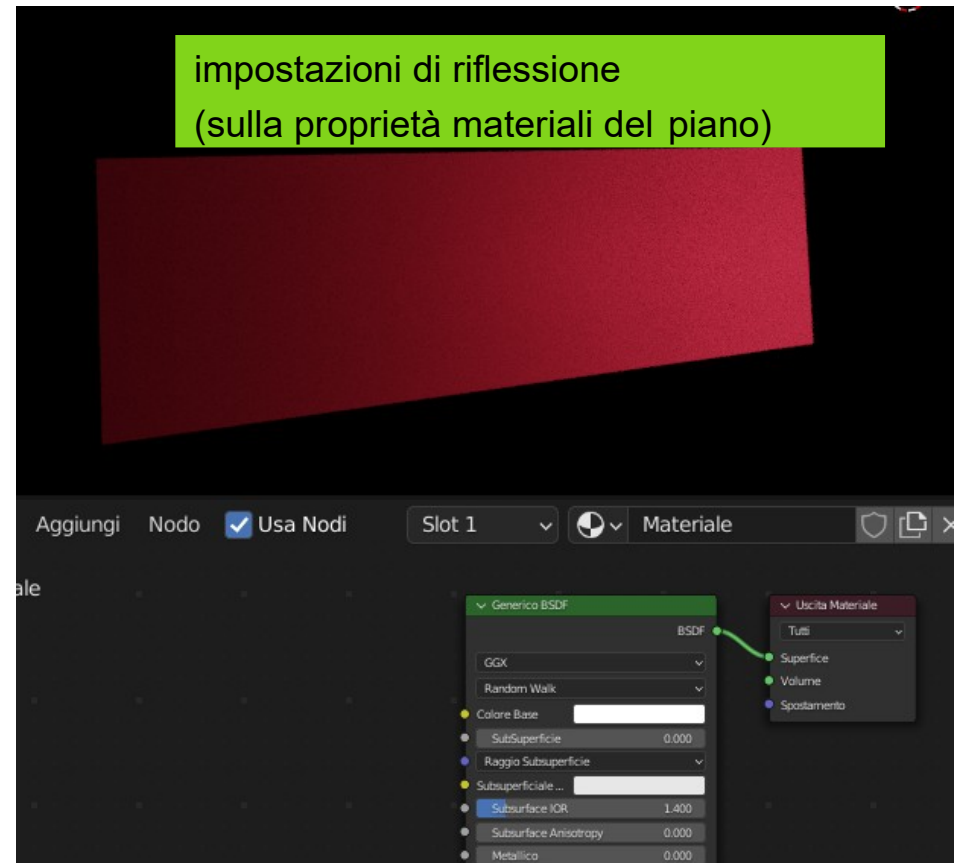 impostazioni di riflessione
(sulla proprietà materiali del piano)
Aggiungi Nodo Usa Nodi Slot 1 Materiale
ale
Generico BSDF
BSDF
GGX
Random Walk
Colore Base
SubSuperficie 0.000
Raggio Subsuperficie
Subsuperficiale ...
Subsurface IOR 1.400
Subsurface Anisotropy 0.000
Metallico 0.000
Uscita Materiale
Tutti
Superfice
Volume
Spostamento